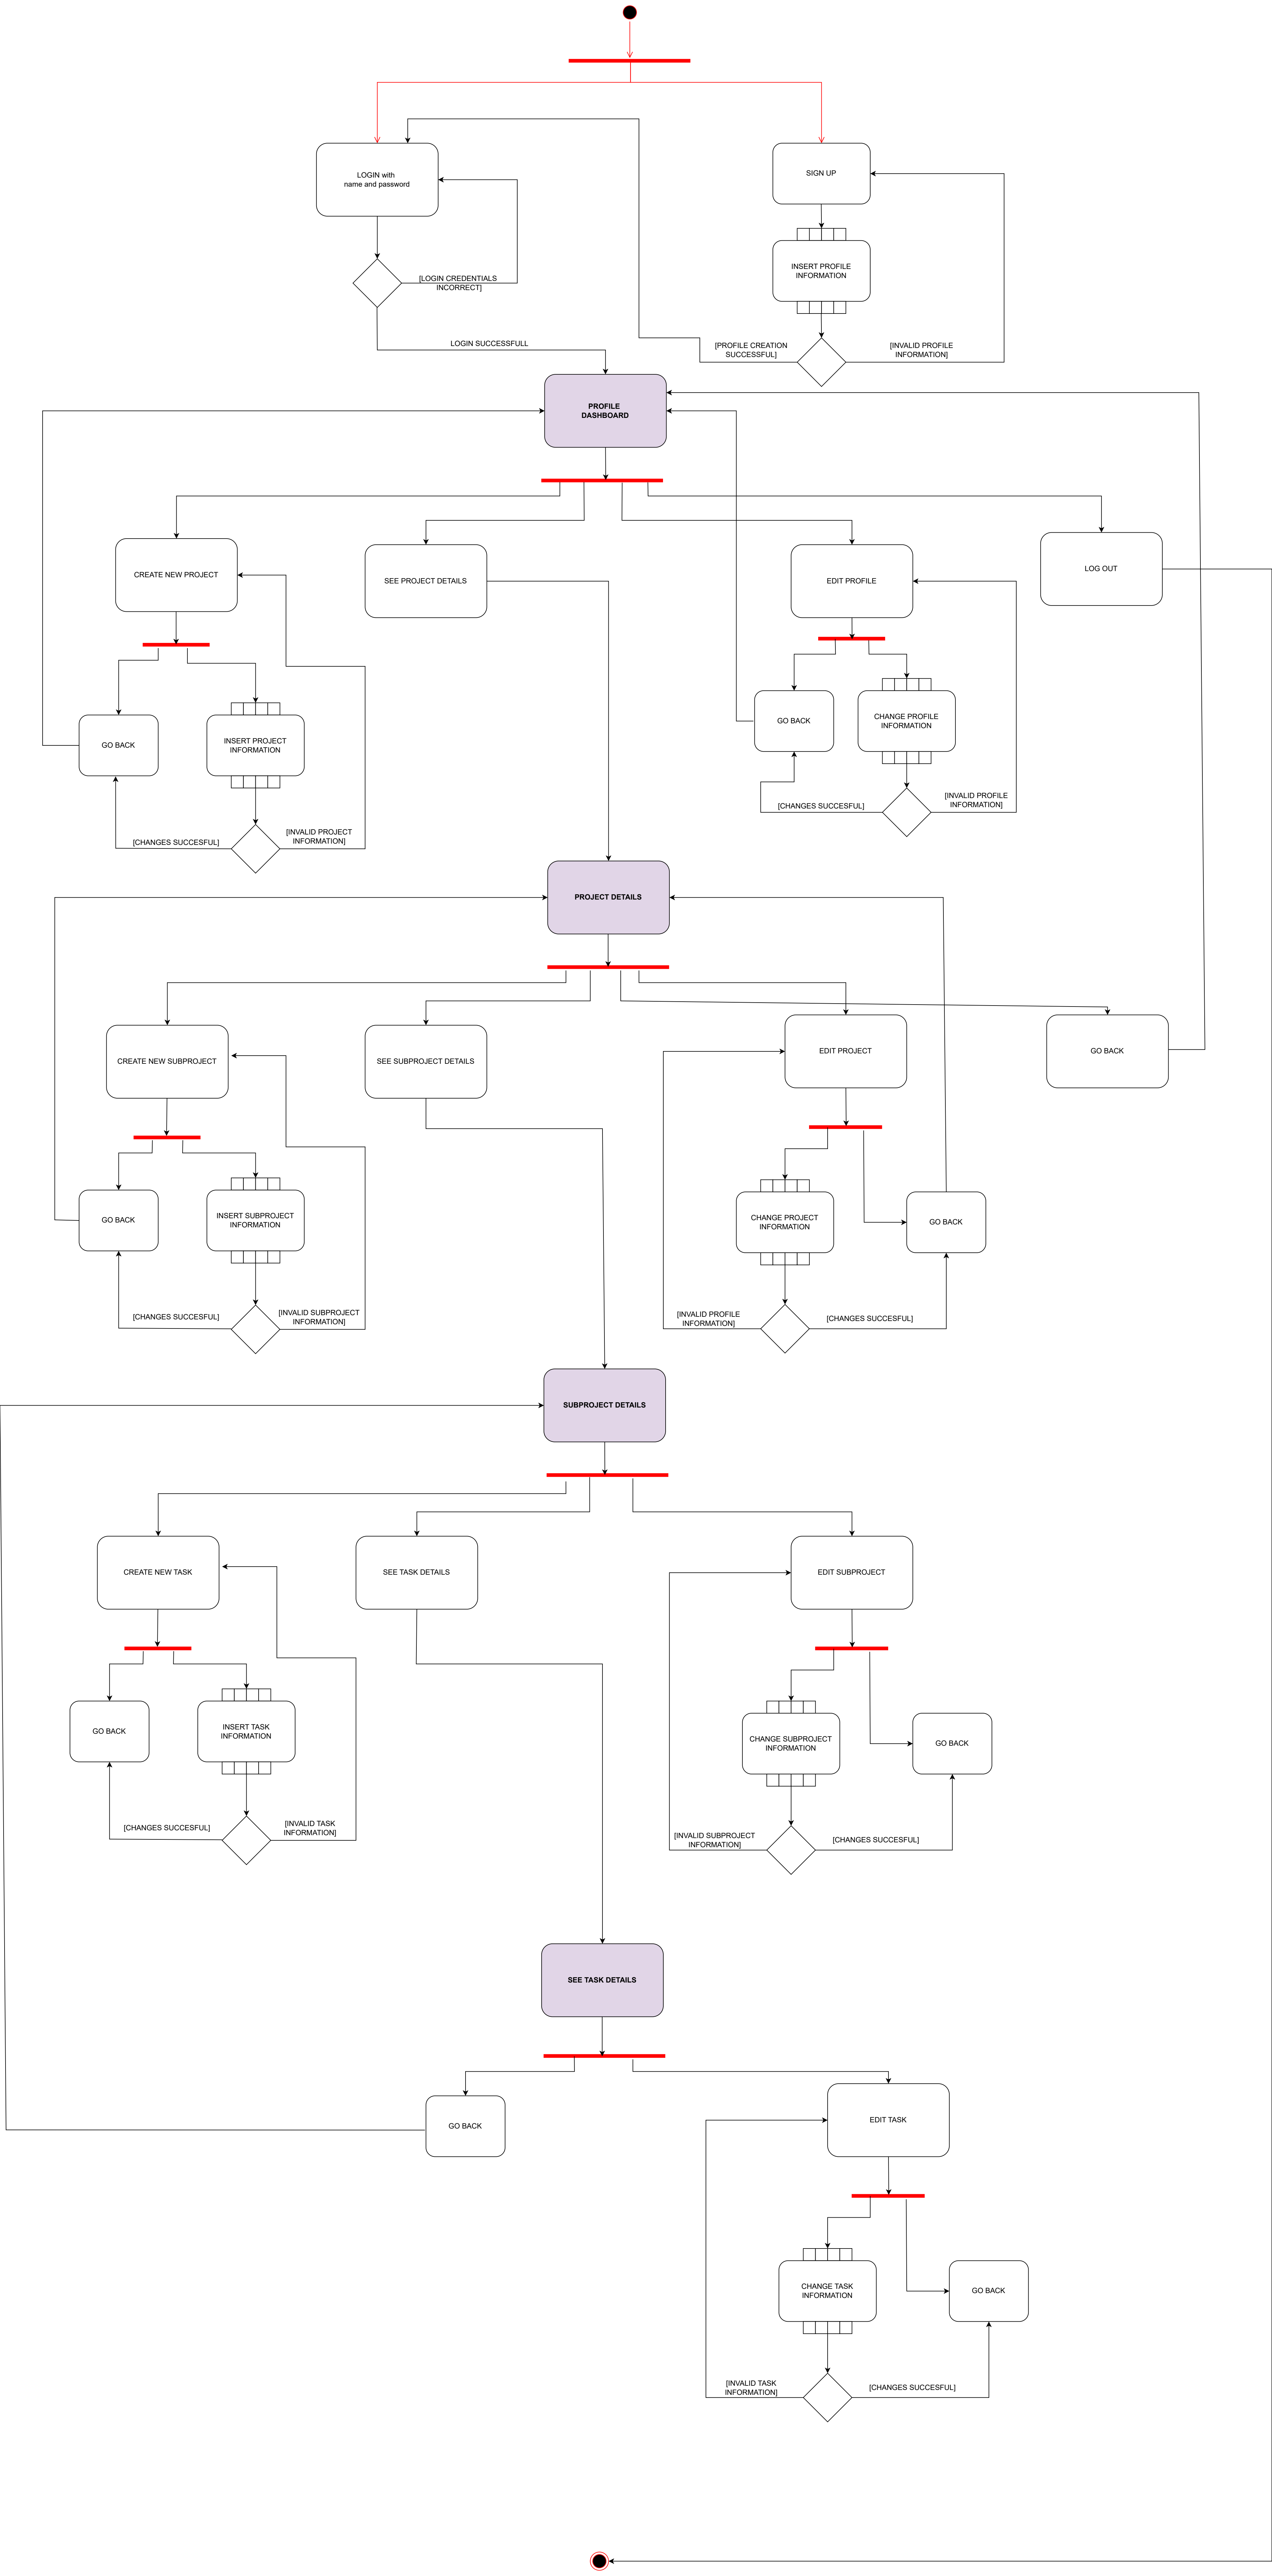 LOGIN with
name and password
SIGN UP
INSERT PROFILE
INFORMATION
[LOGIN CREDENTIALS
INCORRECT]
LOGIN SUCCESSFULL
[PROFILE CREATION
SUCCESSFUL]
[INVALID PROFILE
INFORMATION]
PROFILE
DASHBOARD
CREATE NEW PROJECT
SEE PROJECT DETAILS
EDIT PROFILE
LOG OUT
GO BACK
INSERT PROJECT
INFORMATION
GO BACK
CHANGE PROFILE
INFORMATION
[CHANGES SUCCESFUL]
[INVALID PROJECT
INFORMATION]
[CHANGES SUCCESFUL]
[INVALID PROFILE
INFORMATION]
PROJECT DETAILS
CREATE NEW SUBPROJECT
SEE SUBPROJECT DETAILS
EDIT PROJECT
GO BACK
GO BACK
INSERT SUBPROJECT
INFORMATION
CHANGE PROJECT
INFORMATION
GO BACK
[CHANGES SUCCESFUL]
[INVALID SUBPROJECT
INFORMATION]
[INVALID PROFILE
INFORMATION]
[CHANGES SUCCESFUL]
SUBPROJECT DETAILS
CREATE NEW TASK
SEE TASK DETAILS
EDIT SUBPROJECT
GO BACK
INSERT TASK
INFORMATION
CHANGE SUBPROJECT
INFORMATION
GO BACK
[CHANGES SUCCESFUL]
[INVALID TASK
INFORMATION]
[INVALID SUBPROJECT
INFORMATION]
[CHANGES SUCCESFUL]
SEE TASK DETAILS
GO BACK
EDIT TASK
CHANGE TASK
INFORMATION
GO BACK
[INVALID TASK
INFORMATION]
[CHANGES SUCCESFUL]